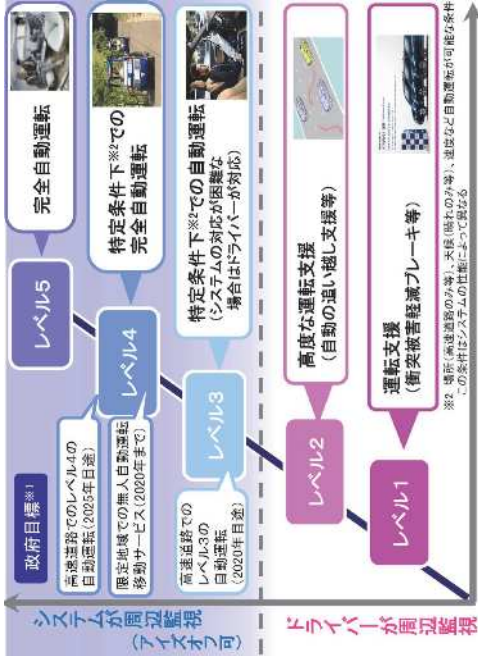 システムが周辺監視
(アイズオフ可)
ドライバーが周辺監視
政府目標※1
高速道路でのレベル4の
自動運転(2025年目途)
限定地域での無人自動運転
移動サービス(2020年まで)
高速道路での
レベル3の
自動運転
(2020年目途)
レベル5
完全自動運転
レベル4
特定条件下※2での
完全自動運転
レベル3
特定条件下※2での自動運転
(システムの対応が困難な
場合はドライバーが対応)
レベル2
高度な運転支援
(自動の追い越し支援等)
レベル1
運転支援
(衝突被害軽減ブレーキ等)
※2 場所(高速道路のみ等)、天候(晴れのみ等)、速度など自動運転が可能な条件
この条件はシステムの性能によって異なる